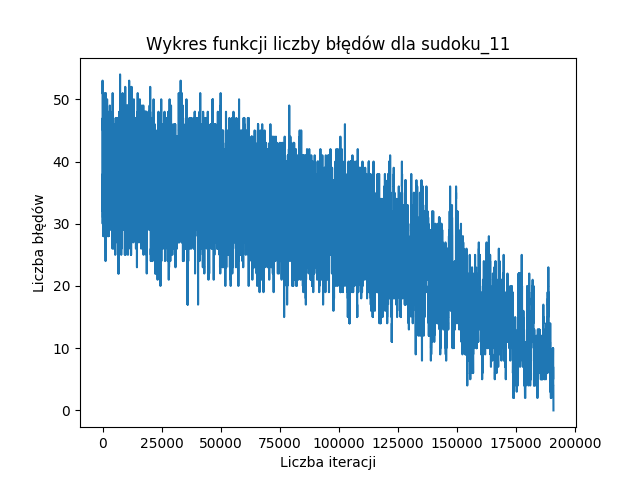 Wykres funkcji liczby błędów dla sudoku_11
Liczba błędów
50
40
30
20
10
0
0 25000 50000 75000 100000 125000 150000 175000 200000
Liczba iteracji